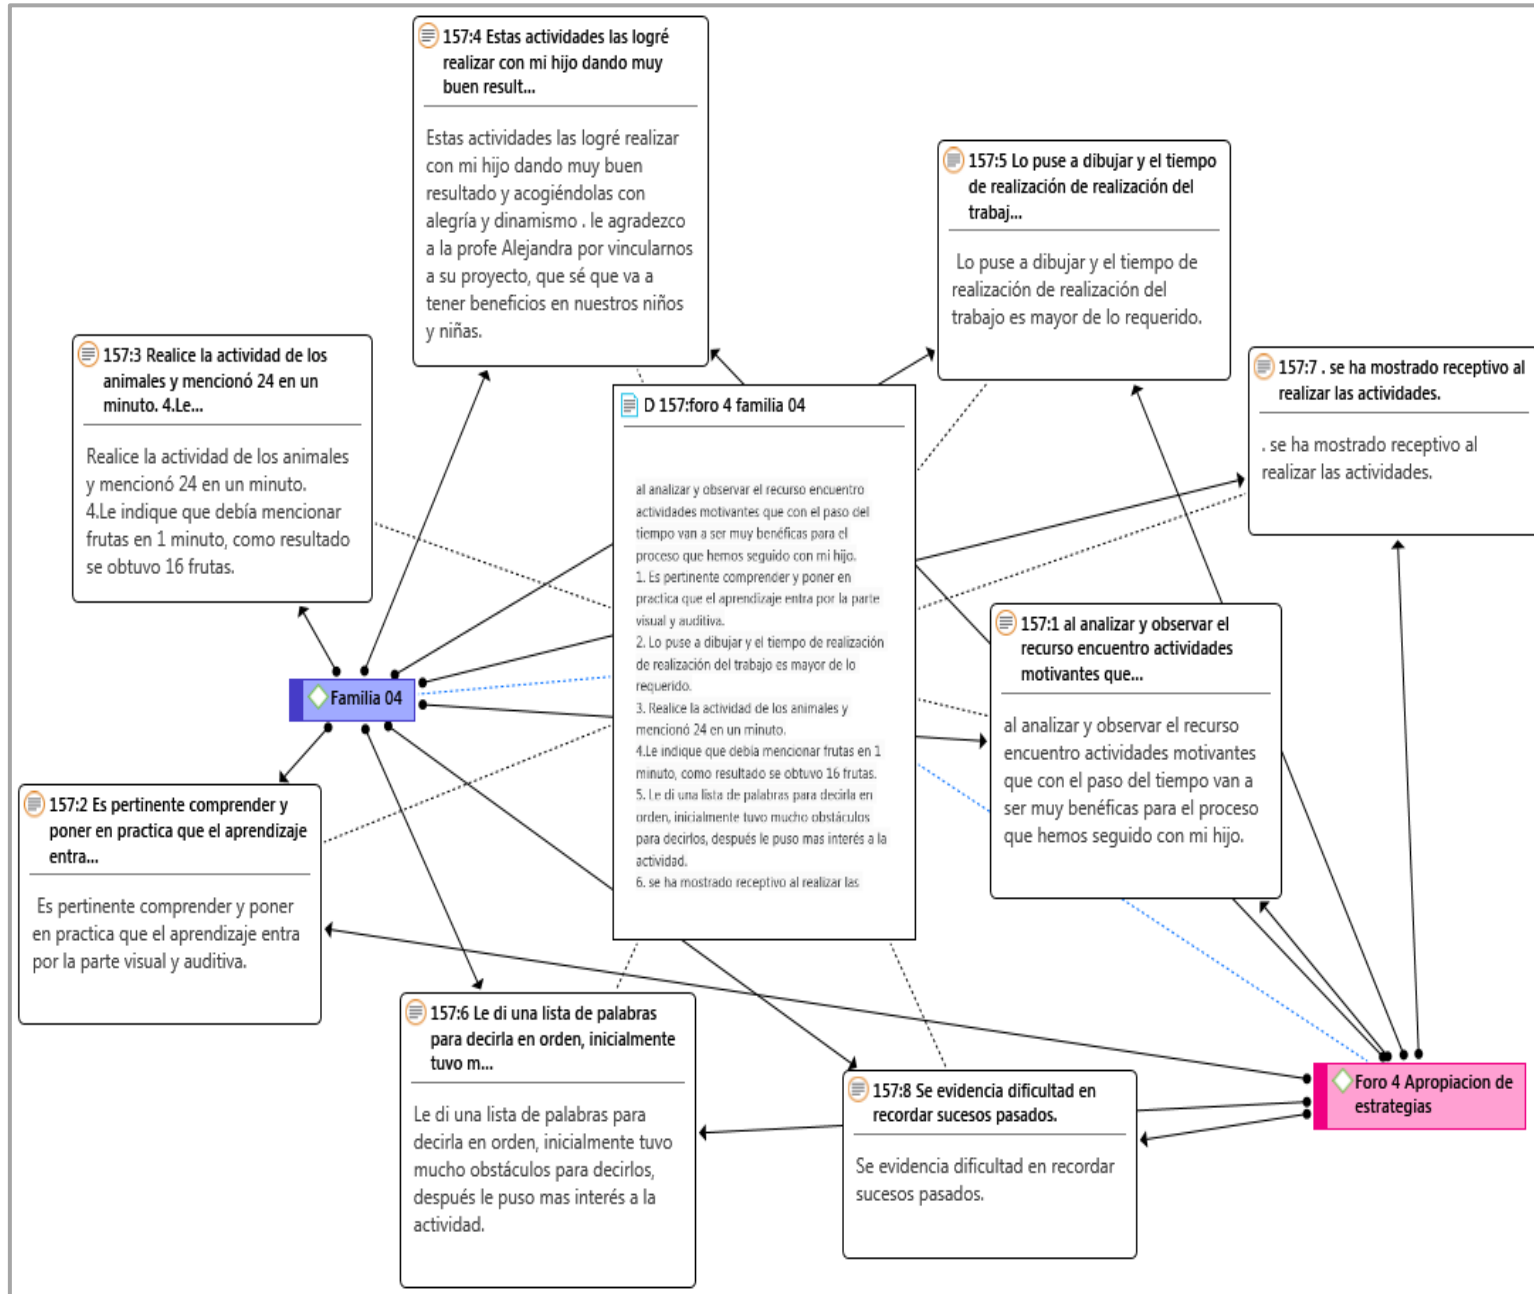 157:4 Estas actividades las logré
realizar con mi hijo dando muy
buen result...
Estas actividades las logré realizar
con mi hijo dando muy buen
resultado y acogiéndolas con
alegría y dinamismo . le agradezco
a la profe Alejandra por vincularnos
a su proyecto, que sé que va a
tener beneficios en nuestros niños
y niñas.
157:5 Lo puse a dibujar y el tiempo
de realización de realización del
trabaj...
Lo puse a dibujar y el tiempo de
realización de realización del
trabajo es mayor de lo requerido.
157:3 Realice la actividad de los
animales y mencionó 24 en un
minuto. 4.Le...
Realice la actividad de los animales
y mencionó 24 en un minuto.
4.Le indique que debía mencionar
frutas en 1 minuto, como resultado
se obtuvo 16 frutas.
157:7 . se ha mostrado receptivo al
realizar las actividades.
. se ha mostrado receptivo al
realizar las actividades.
D 157:foro 4 familia 04
al analizar y observar el recurso encuentro
actividades motivantes que con el paso del
tiempo van a ser muy benéficas para el
proceso que hemos seguido con mi hijo.
1. Es pertinente comprender y poner en
practica que el aprendizaje entra por la parte
visual y auditiva.
2. Lo puse a dibujar y el tiempo de realización
de realización del trabajo es mayor de lo
requerido.
3. Realice la actividad de los animales y
mencionó 24 en un minuto.
4.Le indique que debía mencionar frutas en 1
minuto, como resultado se obtuvo 16 frutas.
5. Le di una lista de palabras para decirla en
orden, inicialmente tuvo mucho obstáculos
para decirlos, después le puso mas interés a la
actividad.
6. se ha mostrado receptivo al realizar las
157:1 al analizar y observar el
recurso encuentro actividades
motivantes que...
al analizar y observar el recurso
encuentro actividades motivantes
que con el paso del tiempo van a
ser muy benéficas para el proceso
que hemos seguido con mi hijo.
Familia 04
157:2 Es pertinente comprender y
poner en practica que el aprendizaje
entra...
Es pertinente comprender y poner
en practica que el aprendizaje entra
por la parte visual y auditiva.
157:6 Le di una lista de palabras
para decirla en orden, inicialmente
tuvo m...
Le di una lista de palabras para
decirla en orden, inicialmente tuvo
mucho obstáculos para decirlos,
después le puso mas interés a la
actividad.
157:8 Se evidencia dificultad en
recordar sucesos pasados.
Se evidencia dificultad en recordar
sucesos pasados.
Foro 4 Apropiacion de
estrategias